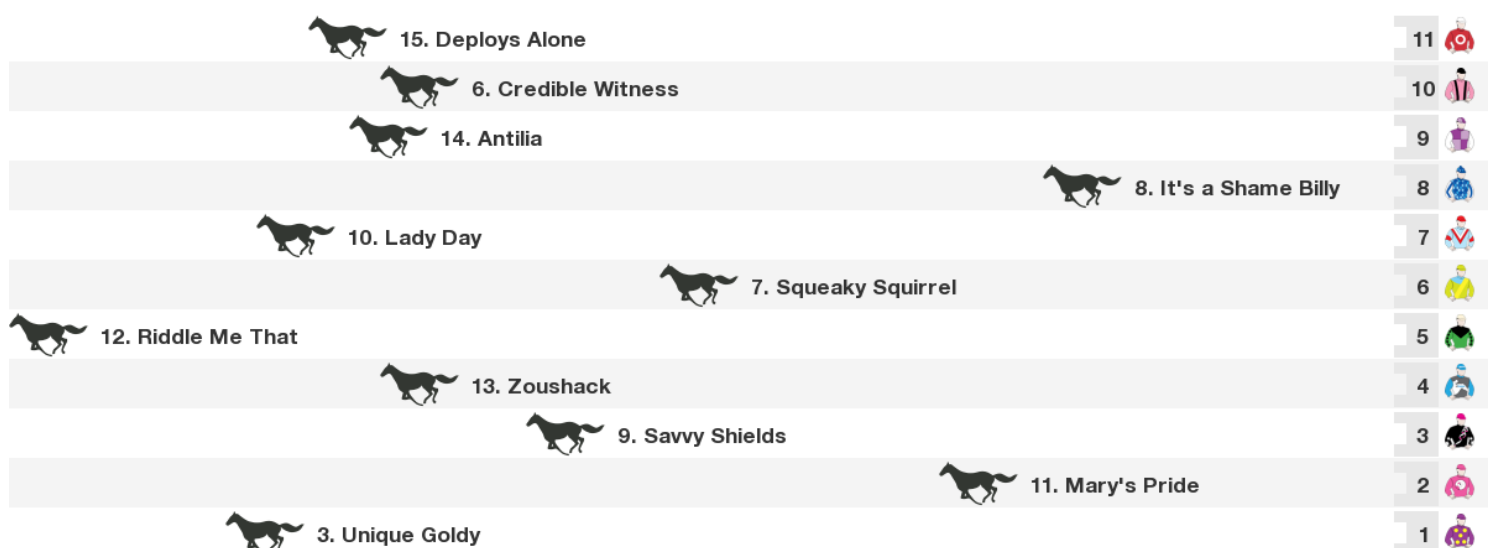 15. Deploys Alone 11
6. Credible Witness 10
14. Antilia 9
8. It's a Shame Billy 8
10. Lady Day 7
7. Squeaky Squirrel 6
12. Riddle Me That 5
13. Zoushack 4
9. Savvy Shields 3
11. Mary's Pride 2
3. Unique Goldy 1